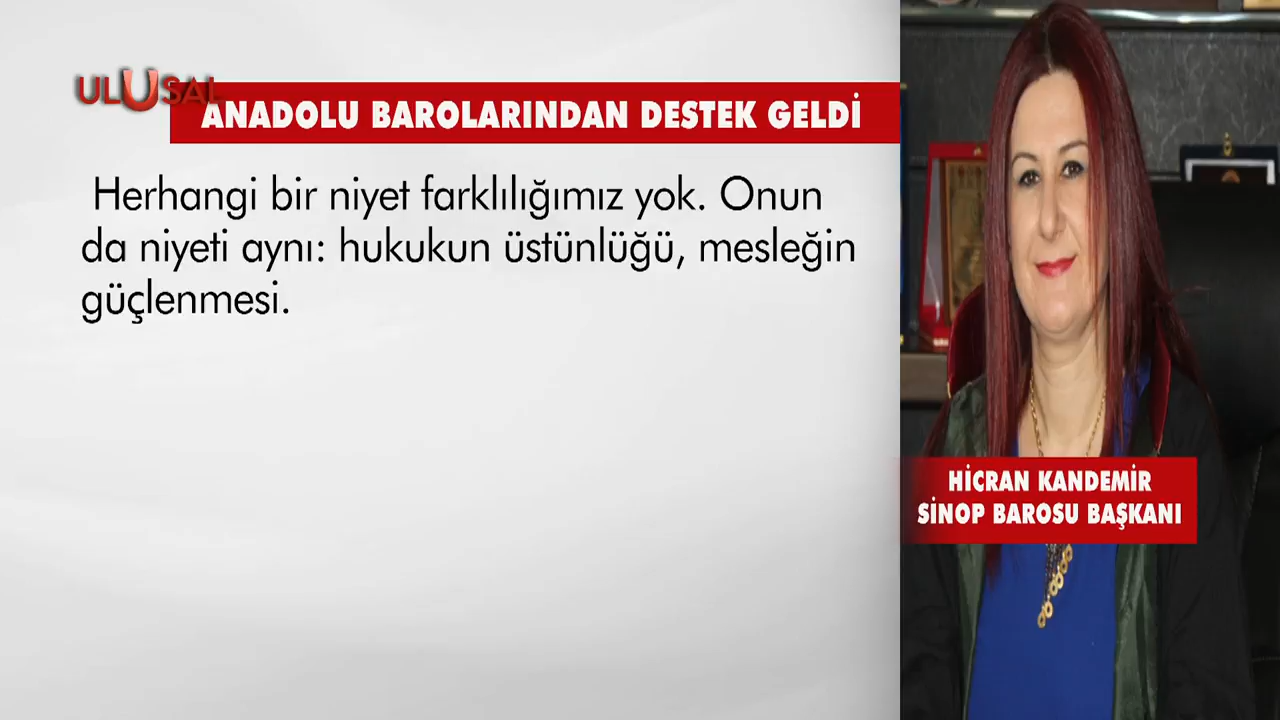 ULUSAL
ANADOLU BAROLARINDAN DESTEK GELDİ
Herhangi bir niyet farklılığımız yok. Onun
da niyeti aynı: hukukun üstünlüğü, mesleğin
güçlenmesi.
HİCRAN KANDEMİR
SİNOP BAROSU BAŞKANI